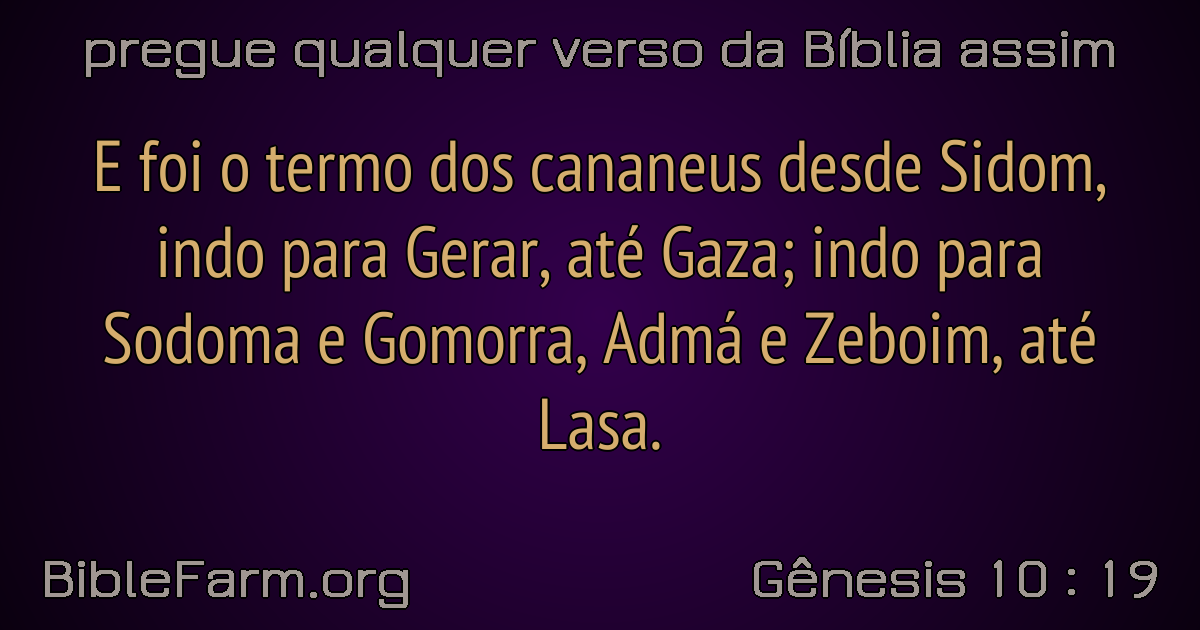 pregue qualquer verso da Bíblia assim
E foi o termo dos cananeus desde Sidom,
indo para Gerar, até Gaza; indo para
Sodoma e Gomorra, Admá e Zeboim, até
Lasa.
BibleFarm.org
Gênesis 10 : 19